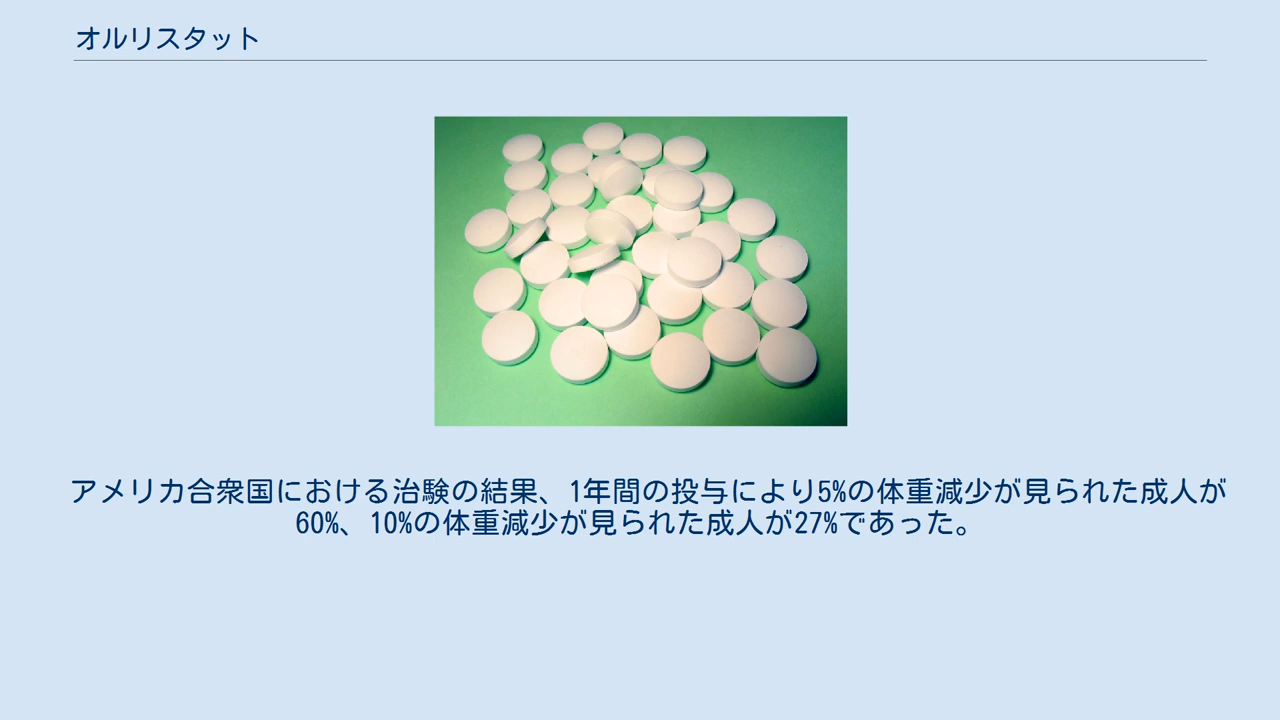 オルリスタット
アメリカ合衆国における治験の結果、1年間の投与により5%の体重減少が見られた成人が
60%、10%の体重減少が見られた成人が27%であった。